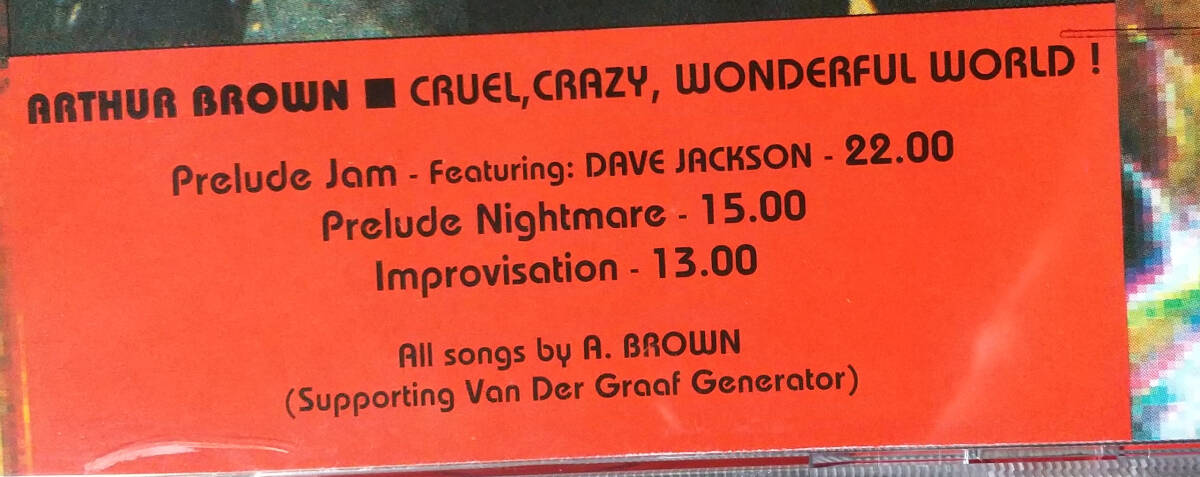 ARTHUR BROWN ■ CRUEL,CRAZY, WONDERFUL WORLD !
Prelude Jam - Featuring: DAVE JACKSON - 22.00
Prelude Nightmare - 15.00
Improvisation - 13.00
All songs by A. BROWN
(Supporting Van Der Graaf Generator)